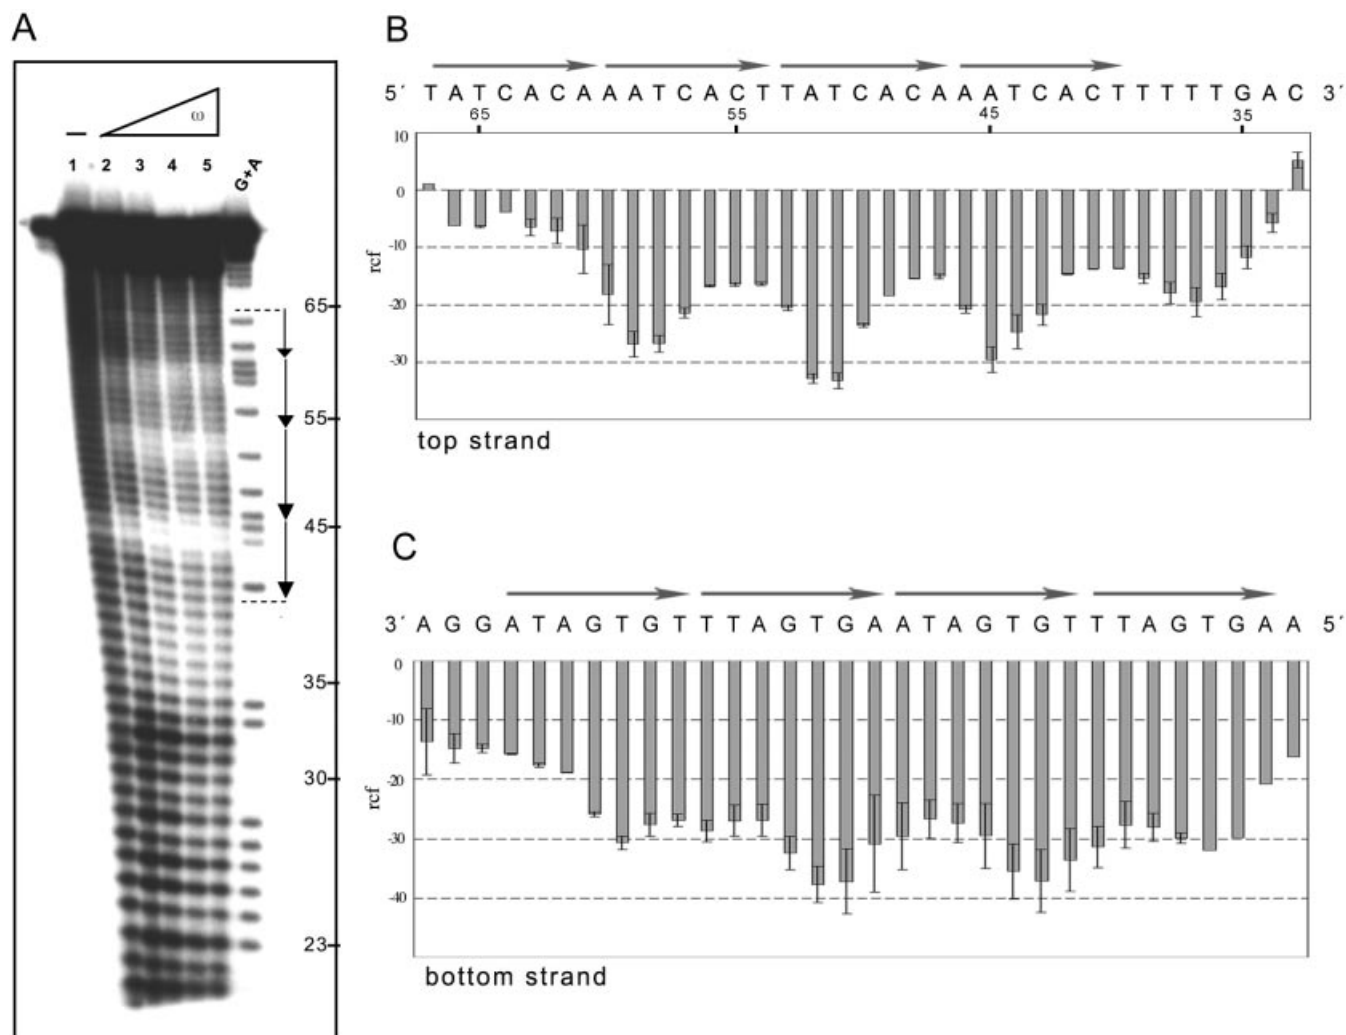 A
ω
1 2 3 4 5 G+A
65
55
45
35
30
23
B
5´ T A T C A C A A A T C A C T T A T C A C A A A T C A C T T T T T G A C 3´
65 55 45 35
10
0
-10
-20
-30
rcf
top strand
C
3´ A G G A T A G T G T T T A G T G A A T A G T G T T T A G T G A A 5´
0
-10
-20
-30
-40
rcf
bottom strand